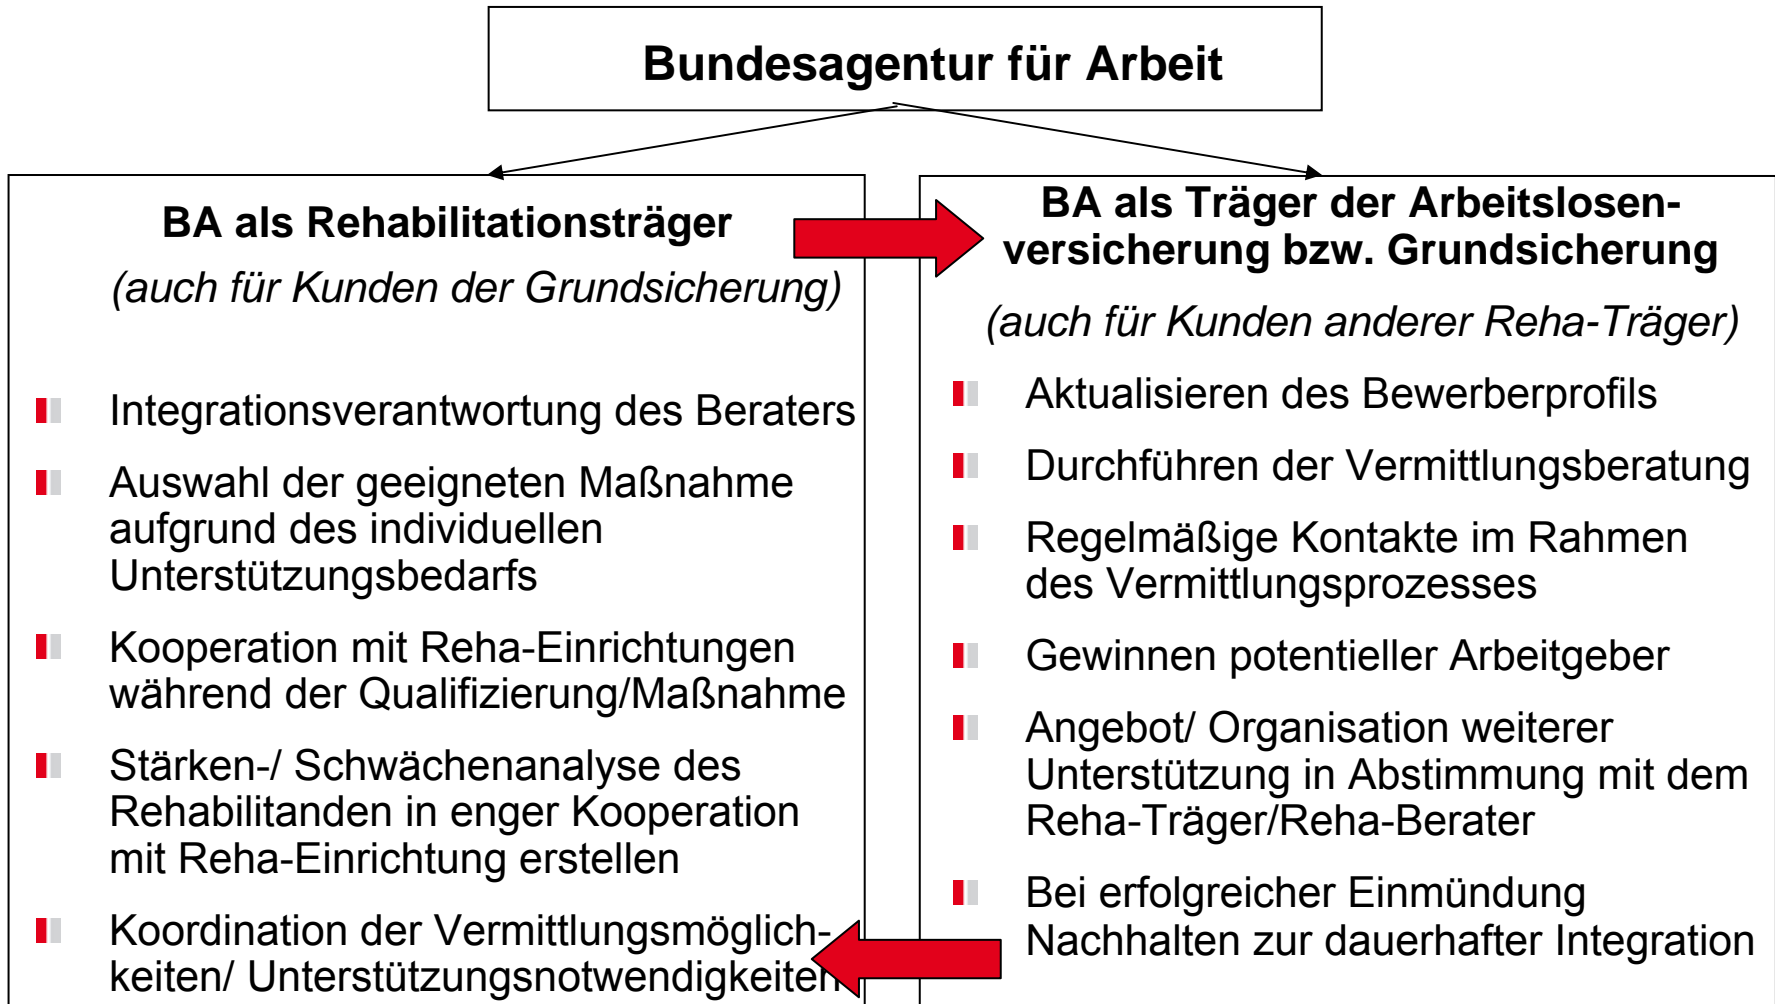 Bundesagentur für Arbeit
BA als Rehabilitationsträger
(auch für Kunden der Grundsicherung)
Integrationsverantwortung des Beraters
Auswahl der geeigneten Maßnahme
aufgrund des individuellen
Unterstützungsbedarfs
Kooperation mit Reha-Einrichtungen
während der Qualifizierung/Maßnahme
Stärken-/ Schwächenanalyse des
Rehabilitanden in enger Kooperation
mit Reha-Einrichtung erstellen
Koordination der Vermittlungsmöglich-
keiten/ Unterstützungsnotwendigkeiten
BA als Träger der Arbeitslosen-
versicherung bzw. Grundsicherung
(auch für Kunden anderer Reha-Träger)
Aktualisieren des Bewerberprofils
Durchführen der Vermittlungsberatung
Regelmäßige Kontakte im Rahmen
des Vermittlungsprozesses
Gewinnen potentieller Arbeitgeber
Angebot/ Organisation weiterer
Unterstützung in Abstimmung mit dem
Reha-Träger/Reha-Berater
Bei erfolgreicher Einmündung
Nachhalten zur dauerhafter Integration